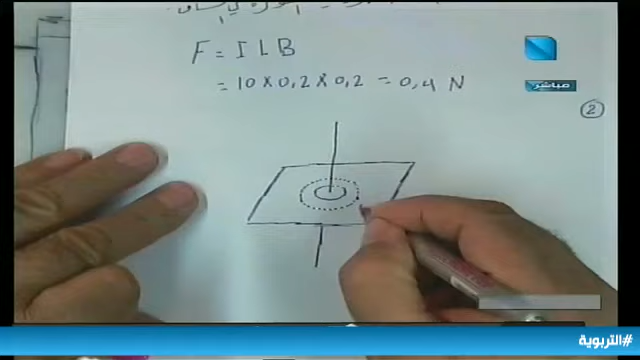 F = I L B
= 10 × 0,2 × 0,2 = 0,4 N
مباشر
2
#التربوية